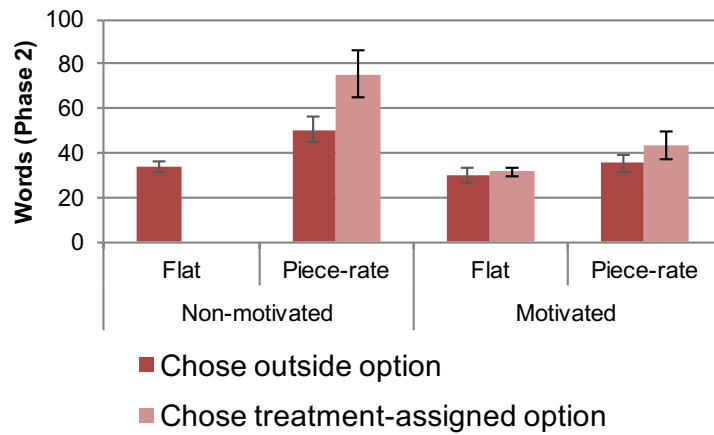 Words (Phase 2)
100
80
60
40
20
0
Flat
Piece-rate
Flat
Piece-rate
Non-motivated
Motivated
Chose outside option
Chose treatment-assigned option